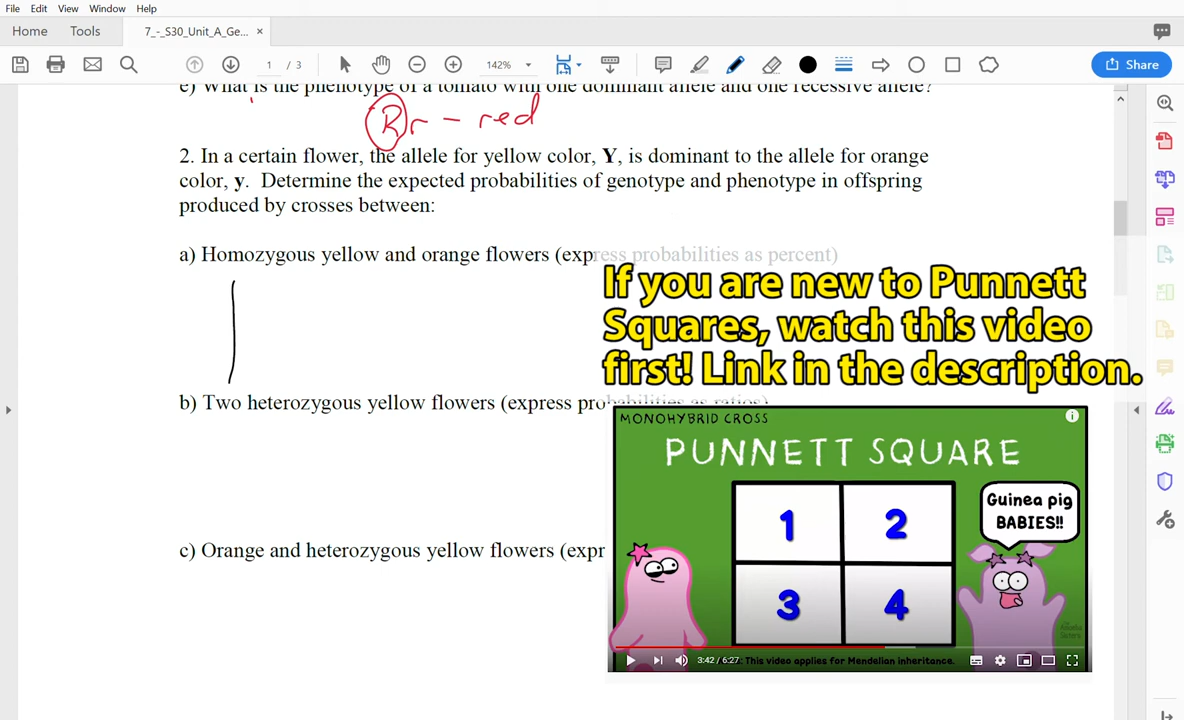 File Edit View Window Help
Home Tools 7_-_S30_Unit_A_Ge... ×
1 / 3 142% Share
e) What is the phenotype of a tomato with one dominant allele and one recessive allele?
Rr - red
2. In a certain flower, the allele for yellow color, Y, is dominant to the allele for orange
color, y. Determine the expected probabilities of genotype and phenotype in offspring
produced by crosses between:
a) Homozygous yellow and orange flowers (express probabilities as percent)
If you are new to Punnett
Squares, watch this video
first! Link in the description.
b) Two heterozygous yellow flowers (express probabilities as ratios)
MONOHYBRID CROSS
PUNNETT SQUARE
Guinea pig
BABIES!!
1 2
3 4
c) Orange and heterozygous yellow flowers (expr
The Amoeba
Sisters
3:42 / 6:27 This video applies for Mendelian inheritance.